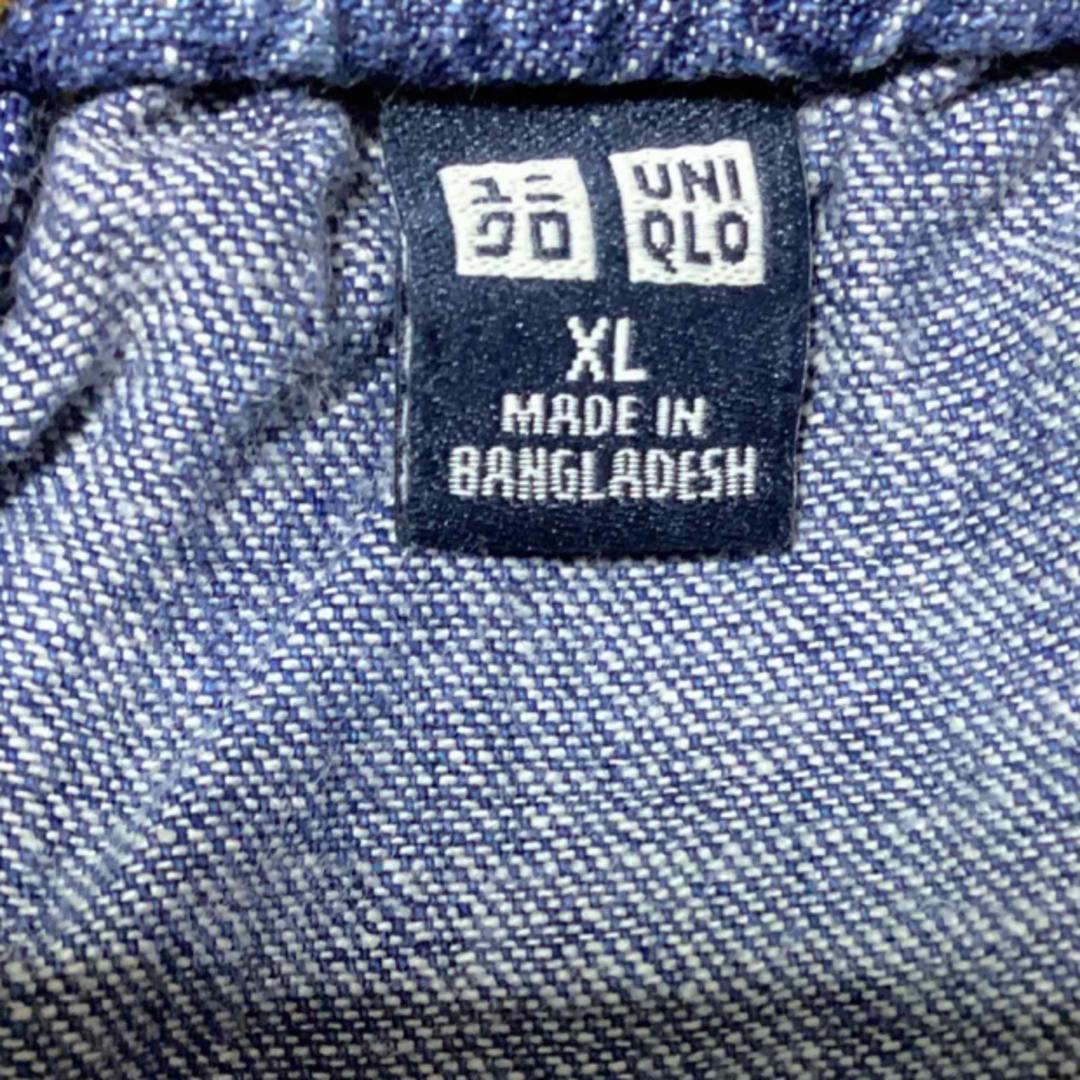 ユニ
クロ
UNI
QLO
XL
MADE IN
BANGLADESH